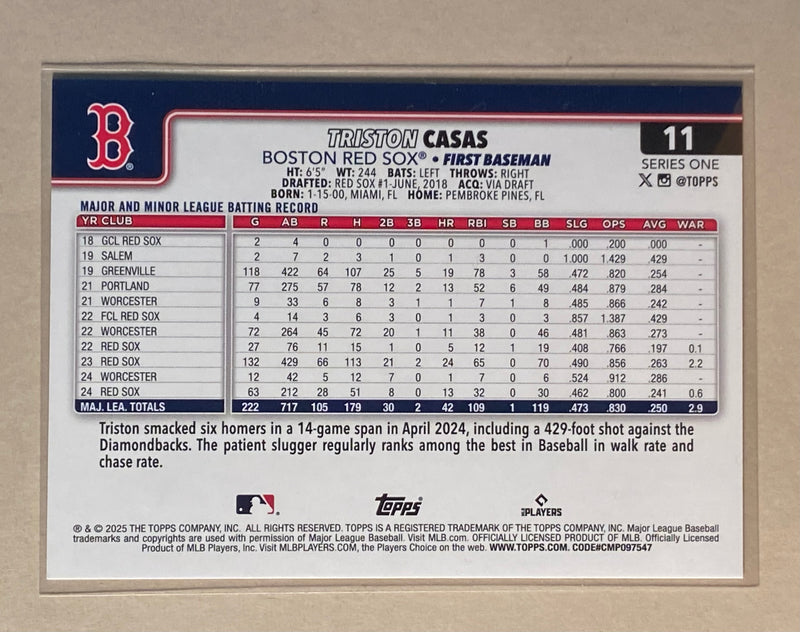 B®
11
TRISTON CASAS
BOSTON RED SOX® • FIRST BASEMAN
SERIES ONE
HT: 6'5" WT: 244 BATS: LEFT THROWS: RIGHT
DRAFTED: RED SOX #1-JUNE, 2018 ACQ: VIA DRAFT
@TOPPS
BORN: 1-15-00, MIAMI, FL HOME: PEMBROKE PINES, FL
MAJOR AND MINOR LEAGUE BATTING RECORD
YR CLUB G AB R H 2B 3B HR RBI SB BB SLG OPS AVG WAR
18 GCL RED SOX 2 4 0 0 0 0 0 0 0 1 .000 .200 .000 -
19 SALEM 2 7 2 3 1 0 1 3 0 0 1.000 1.429 .429 -
19 GREENVILLE 118 422 64 107 25 5 19 78 3 58 .472 .820 .254 -
21 PORTLAND 77 275 57 78 12 2 13 52 6 49 .484 .879 .284 -
21 WORCESTER 9 33 6 8 3 1 1 7 1 8 .485 .866 .242 -
22 FCL RED SOX 4 14 3 6 3 0 1 3 0 3 .857 1.387 .429 -
22 WORCESTER 72 264 45 72 20 1 11 38 0 46 .481 .863 .273 -
22 RED SOX 27 76 11 15 1 0 5 12 1 19 .408 .766 .197 0.1
23 RED SOX 132 429 66 113 21 2 24 65 0 70 .490 .856 .263 2.2
24 WORCESTER 12 42 5 12 7 0 1 7 0 6 .524 .912 .286 -
24 RED SOX 63 212 28 51 8 0 13 32 0 30 .462 .800 .241 0.6
MAJ. LEA. TOTALS 222 717 105 179 30 2 42 109 1 119 .473 .830 .250 2.9
Triston smacked six homers in a 14-game span in April 2024, including a 429-foot shot against the
Diamondbacks. The patient slugger regularly ranks among the best in Baseball in walk rate and
chase rate.
topps®
MLB PLAYERS
® & © 2025 THE TOPPS COMPANY, INC. ALL RIGHTS RESERVED. TOPPS IS A REGISTERED TRADEMARK OF THE TOPPS COMPANY, INC. Major League Baseball
trademarks and copyrights are used with permission of Major League Baseball. Visit MLB.com. OFFICIALLY LICENSED PRODUCT OF MLB. Officially Licensed
Product of MLB Players, Inc. Visit MLBPLAYERS.COM, the Players Choice on the web. WWW.TOPPS.COM. CODE#CMP097547